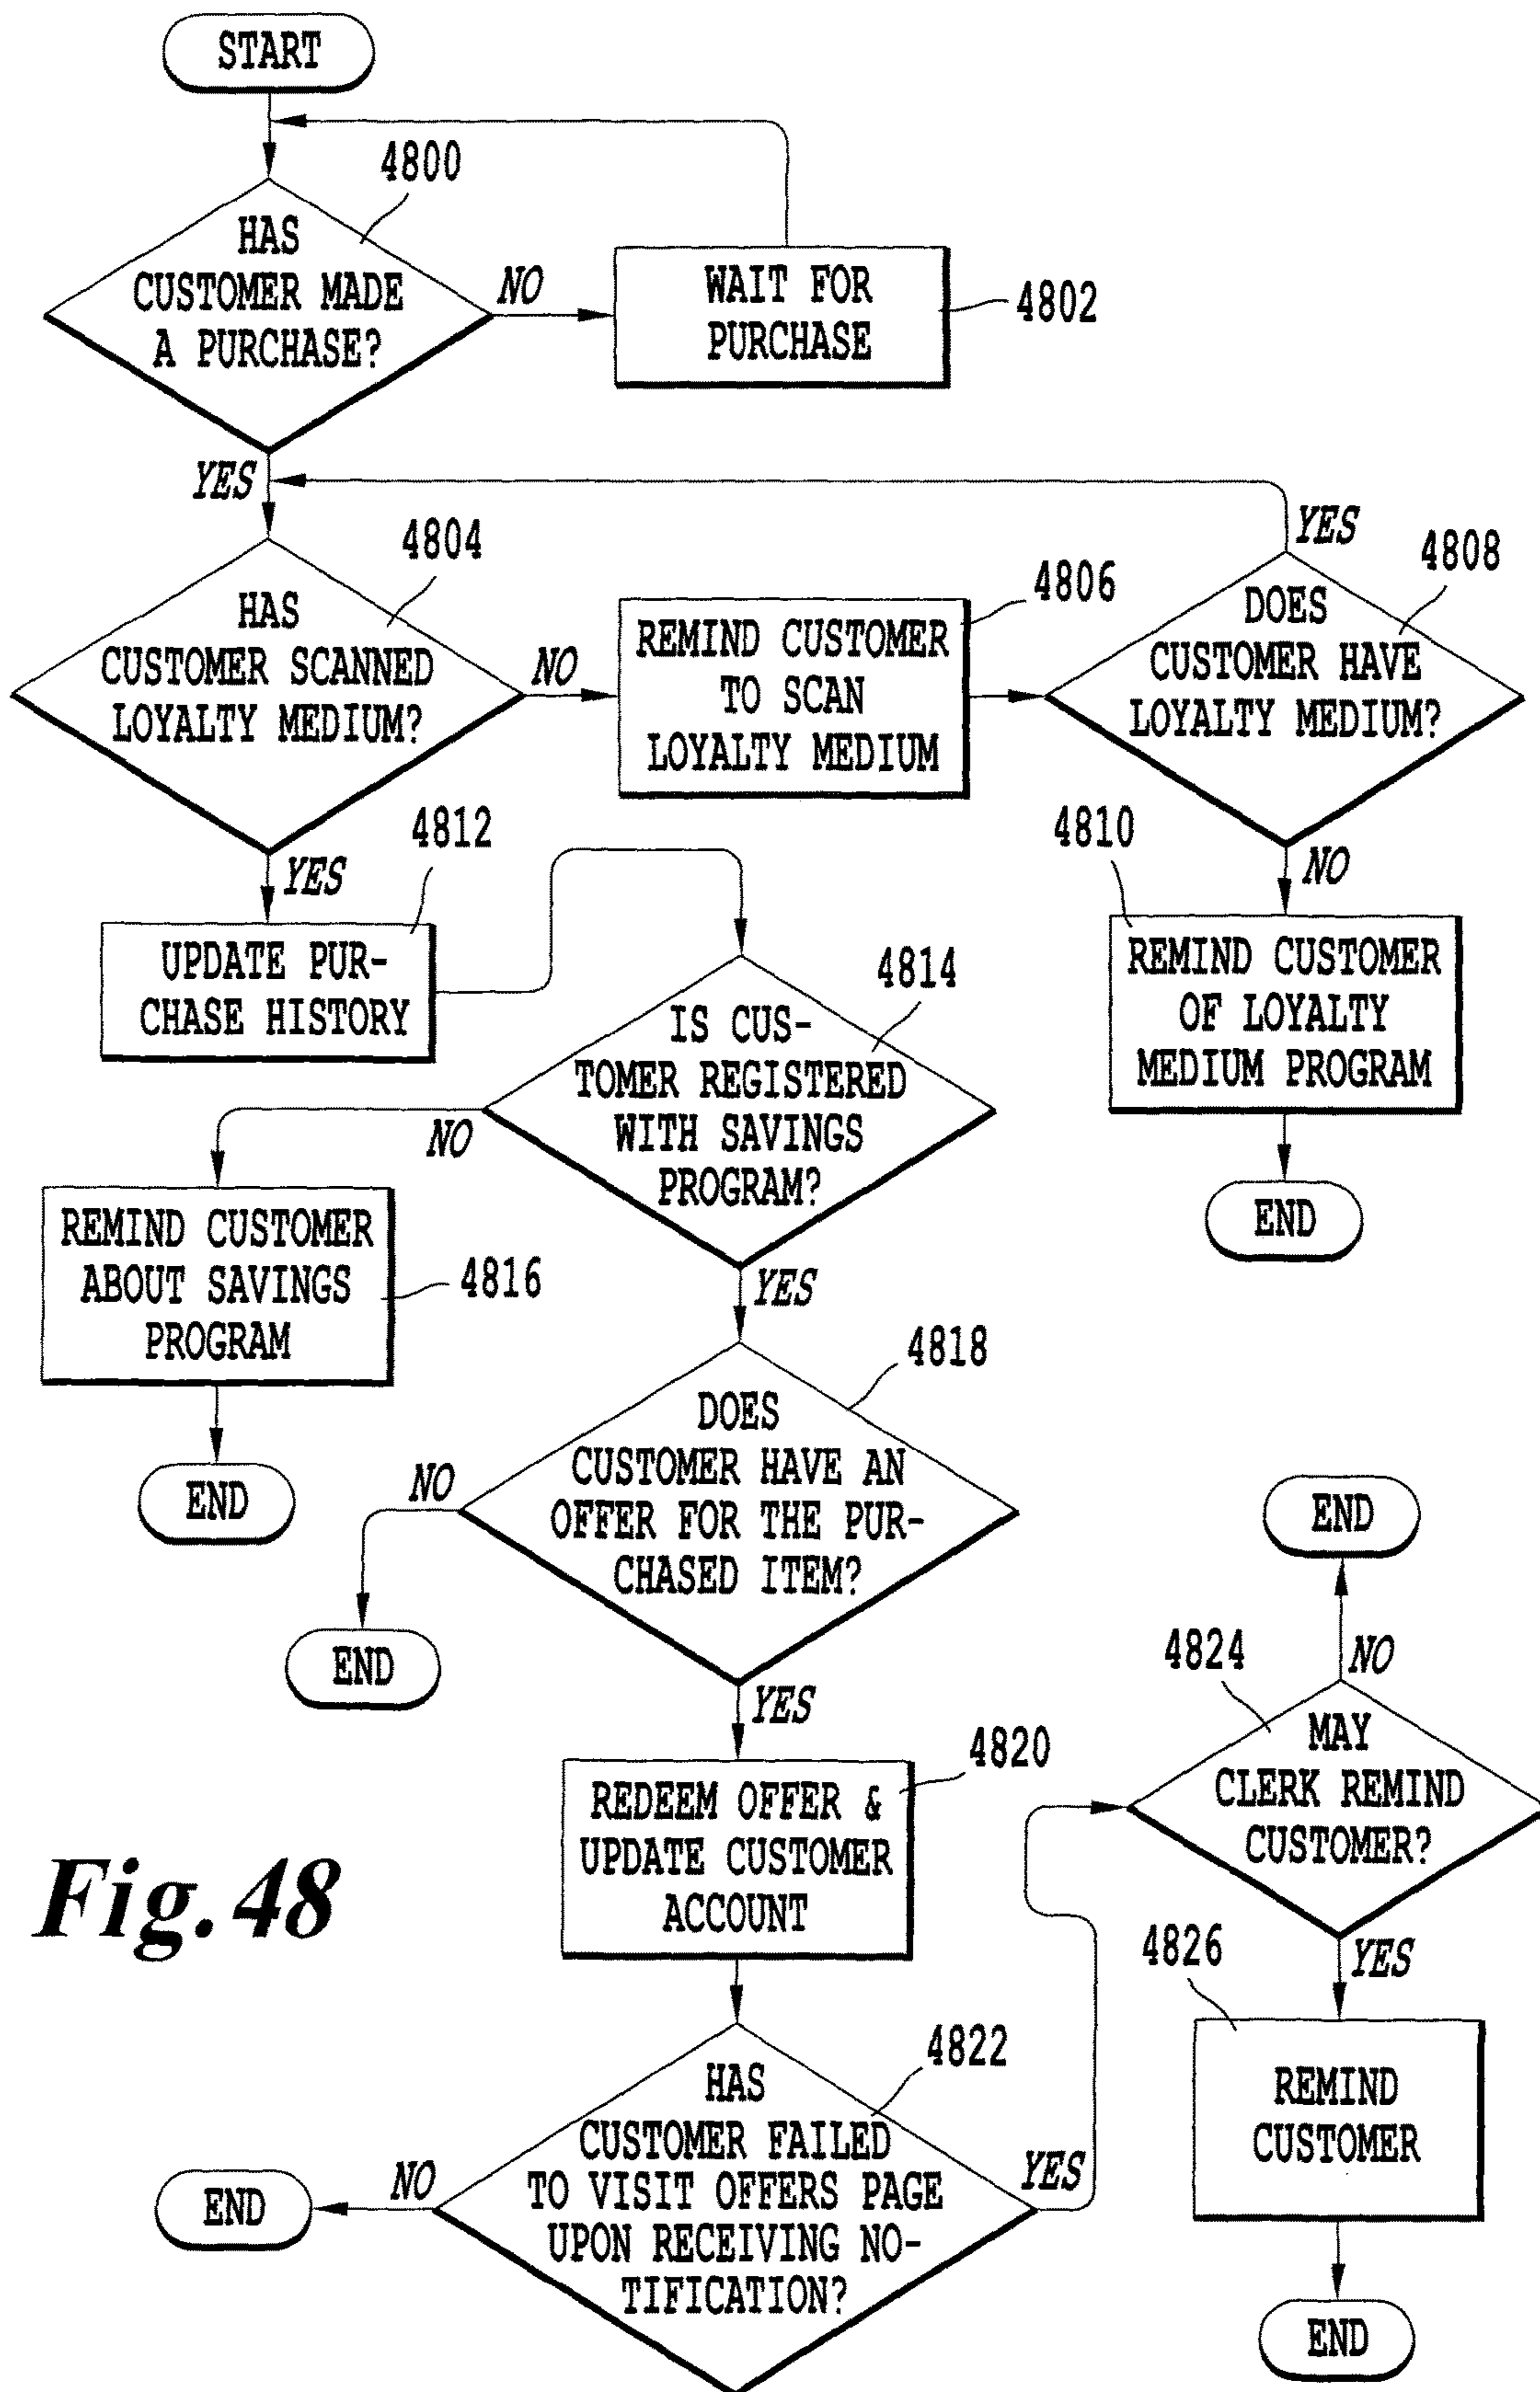 START
4800
HAS
CUSTOMER MADE
A PURCHASE?
NO
WAIT FOR
PURCHASE
4802
YES
4804
HAS
CUSTOMER SCANNED
LOYALTY MEDIUM?
NO
4806
REMIND CUSTOMER
TO SCAN
LOYALTY MEDIUM
YES
4808
DOES
CUSTOMER HAVE
LOYALTY MEDIUM?
4810
NO
REMIND CUSTOMER
OF LOYALTY
MEDIUM PROGRAM
END
YES
4812
UPDATE PUR-
CHASE HISTORY
4814
IS CUS-
TOMER REGISTERED
WITH SAVINGS
PROGRAM?
NO
REMIND CUSTOMER
ABOUT SAVINGS
PROGRAM
4816
END
YES
4818
DOES
CUSTOMER HAVE AN
OFFER FOR THE PUR-
CHASED ITEM?
NO
END
YES
4820
REDEEM OFFER &
UPDATE CUSTOMER
ACCOUNT
4822
HAS
CUSTOMER FAILED
TO VISIT OFFERS PAGE
UPON RECEIVING NO-
TIFICATION?
NO
END
YES
4824
MAY
CLERK REMIND
CUSTOMER?
NO
END
YES
4826
REMIND
CUSTOMER
END
Fig. 48